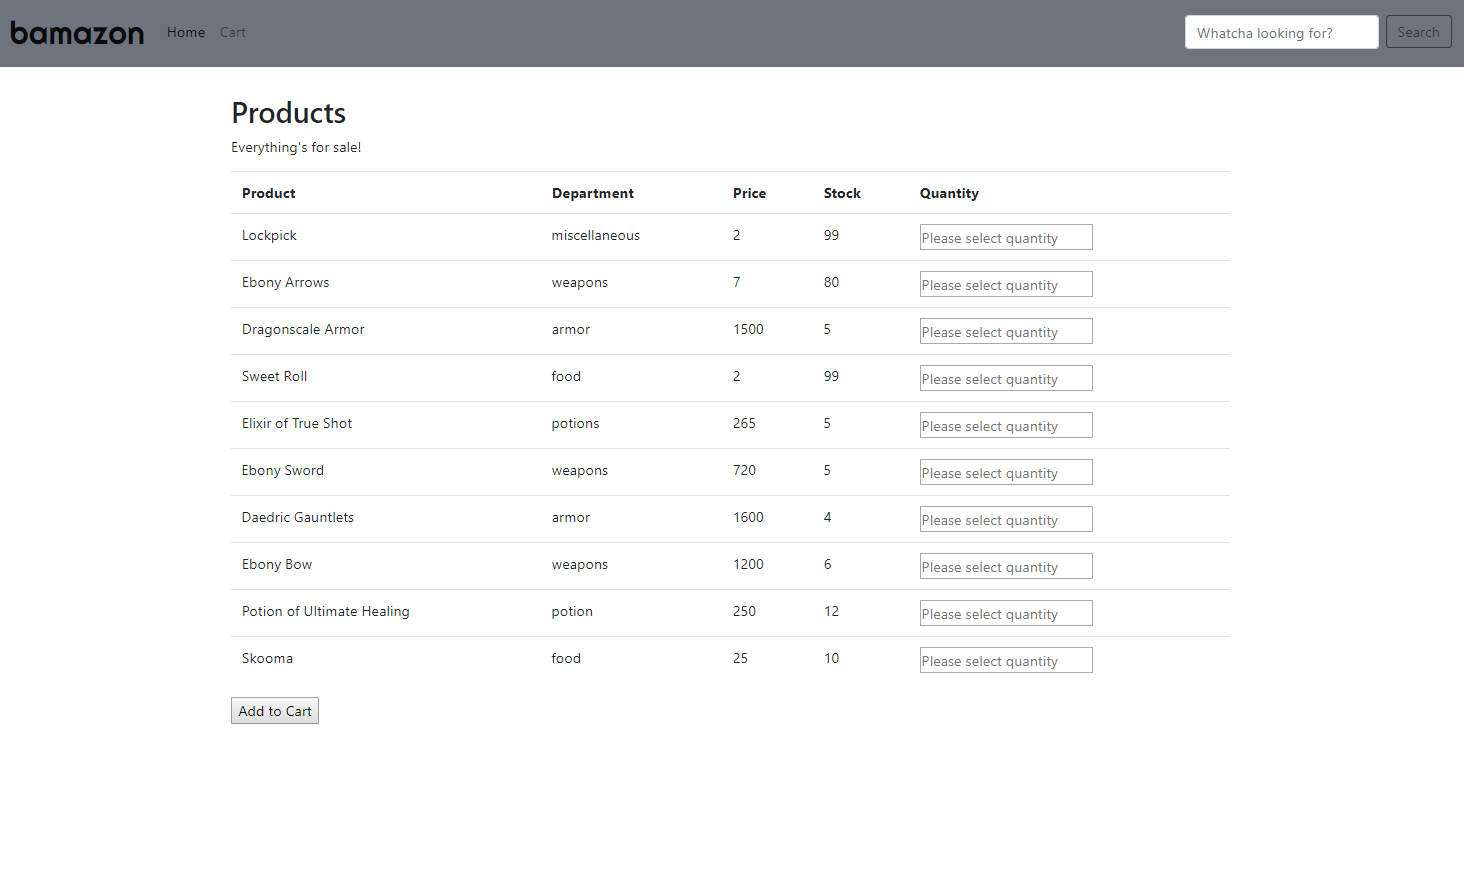 bamazon Home Cart Whatcha looking for? Search
Products
Everything's for sale!
Product Department Price Stock Quantity
Lockpick miscellaneous 2 99 Please select quantity
Ebony Arrows weapons 7 80 Please select quantity
Dragonscale Armor armor 1500 5 Please select quantity
Sweet Roll food 2 99 Please select quantity
Elixir of True Shot potions 265 5 Please select quantity
Ebony Sword weapons 720 5 Please select quantity
Daedric Gauntlets armor 1600 4 Please select quantity
Ebony Bow weapons 1200 6 Please select quantity
Potion of Ultimate Healing potion 250 12 Please select quantity
Skooma food 25 10 Please select quantity
Add to Cart